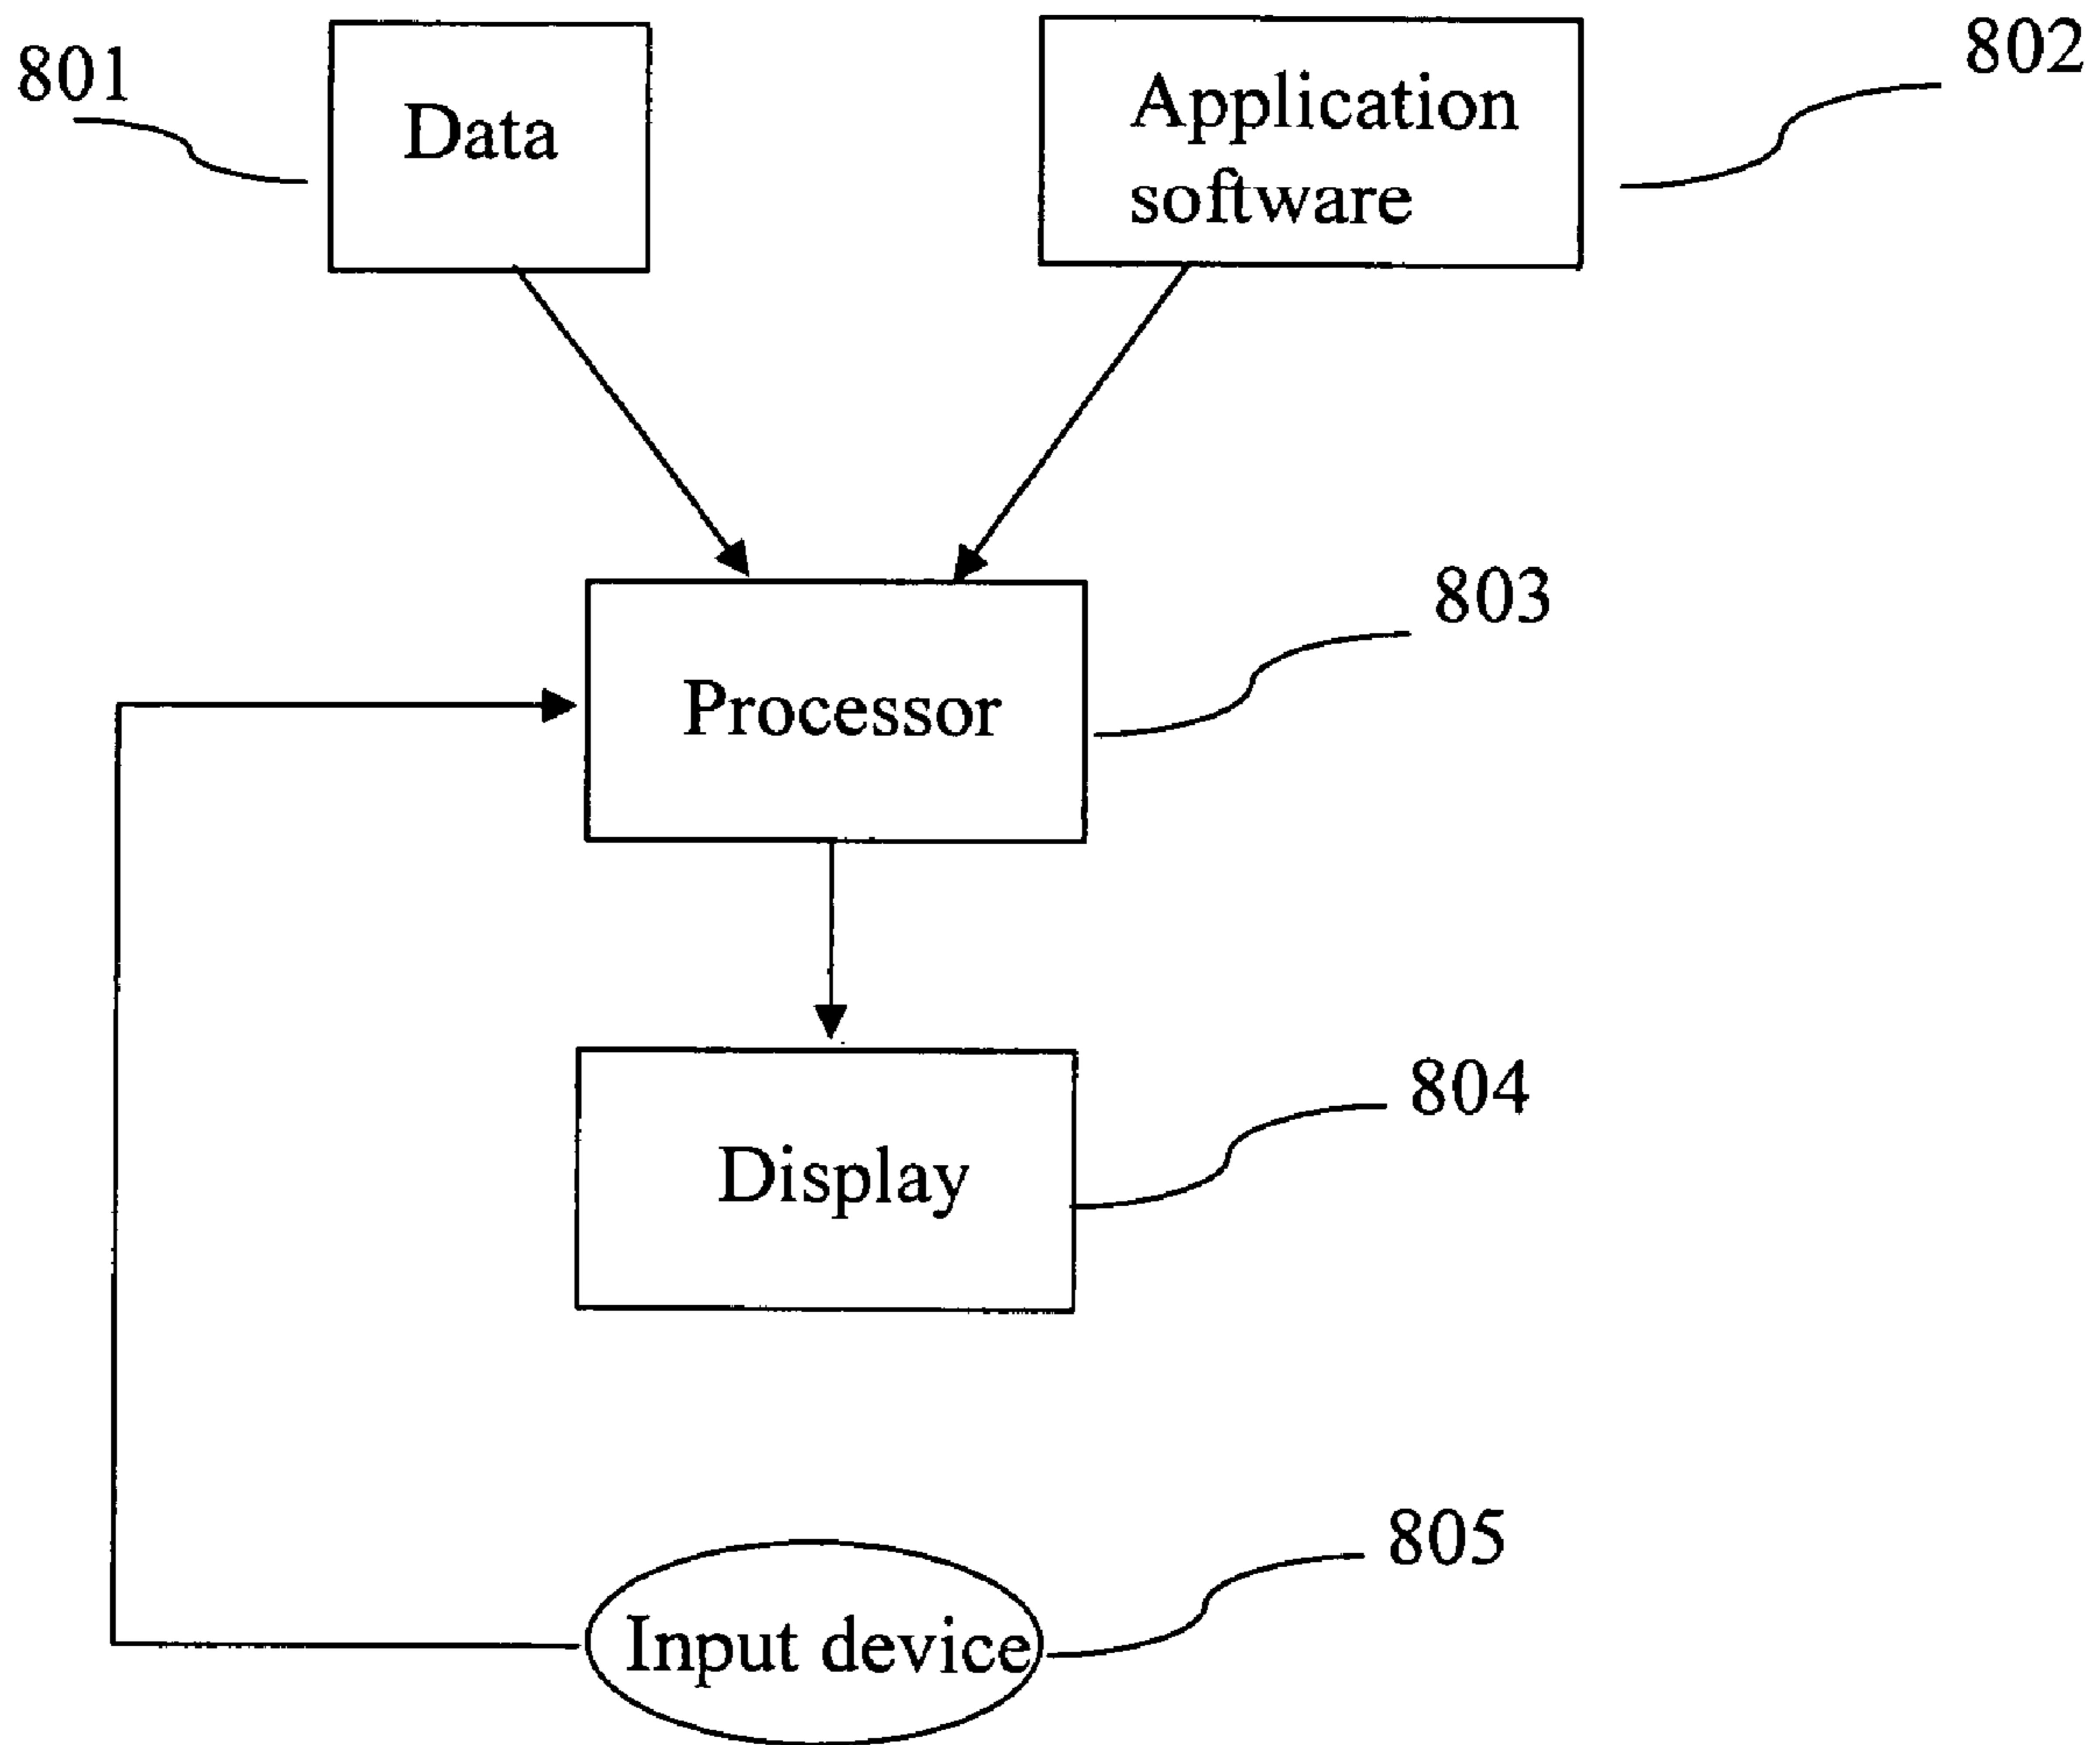 801
Data
Application
software
802
Processor
803
Display
804
Input device
805